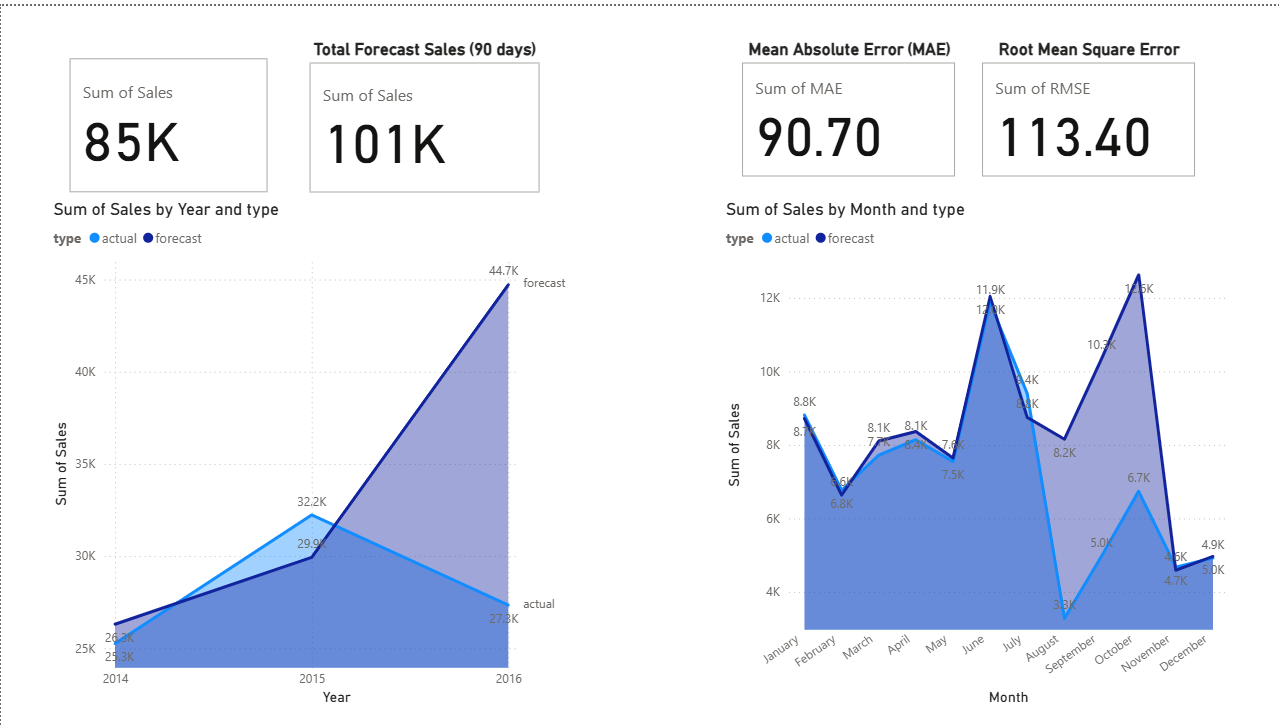 Total Forecast Sales (90 days)
Mean Absolute Error (MAE)
Root Mean Square Error
Sum of Sales
85K
Sum of Sales
101K
Sum of MAE
90.70
Sum of RMSE
113.40
Sum of Sales by Year and type
type actual forecast
45K
40K
35K
30K
25K
Sum of Sales
44.7K
forecast
32.2K
29.9K
actual
27.3K
26.3K
25.3K
2014 2015 2016
Year
Sum of Sales by Month and type
type actual forecast
12K
10K
8K
6K
4K
Sum of Sales
8.8K
8.7K
6.6K
6.8K
8.1K
7.7K
8.1K
8.4K
7.6K
7.5K
11.9K
12.0K
9.4K
8.8K
8.2K
3.3K
10.3K
5.0K
12.6K
6.7K
4.6K
4.7K
4.9K
5.0K
January February March April May June July August September October November December
Month